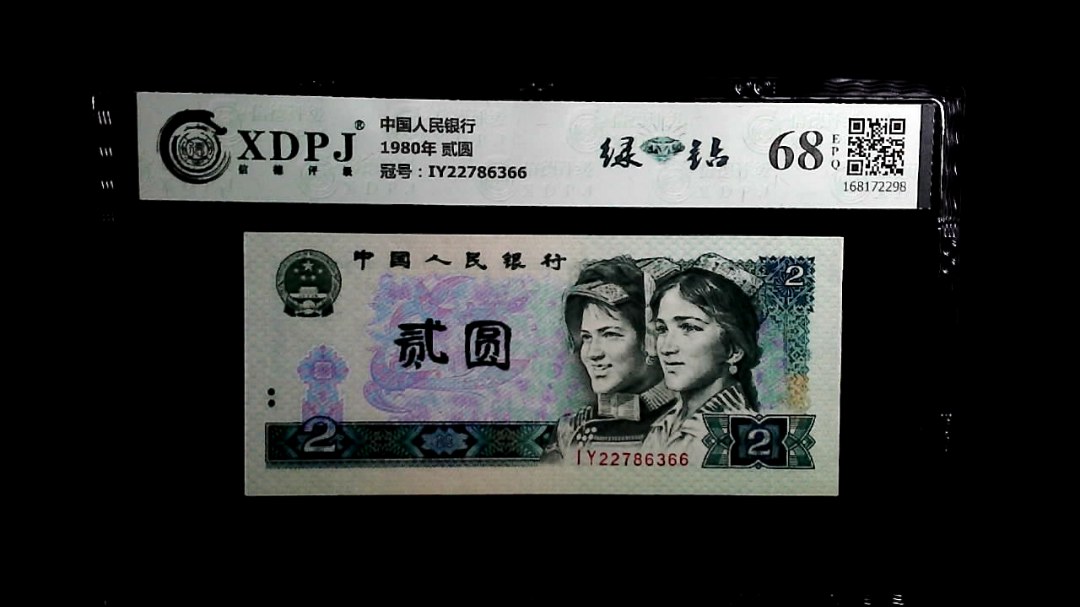 XDPJ®
信德评级
中国人民银行
1980年 贰圆
冠号：IY22786366
绿钻
68
EPQ
168172298
中国人民银行
2
贰圆
2
2
IY22786366